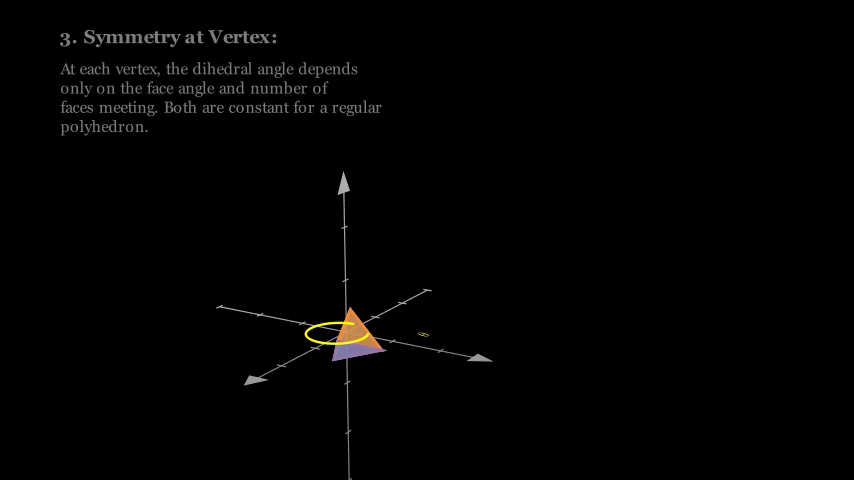 3. Symmetry at Vertex:
At each vertex, the dihedral angle depends
only on the face angle and number of
faces meeting. Both are constant for a regular
polyhedron.
θ